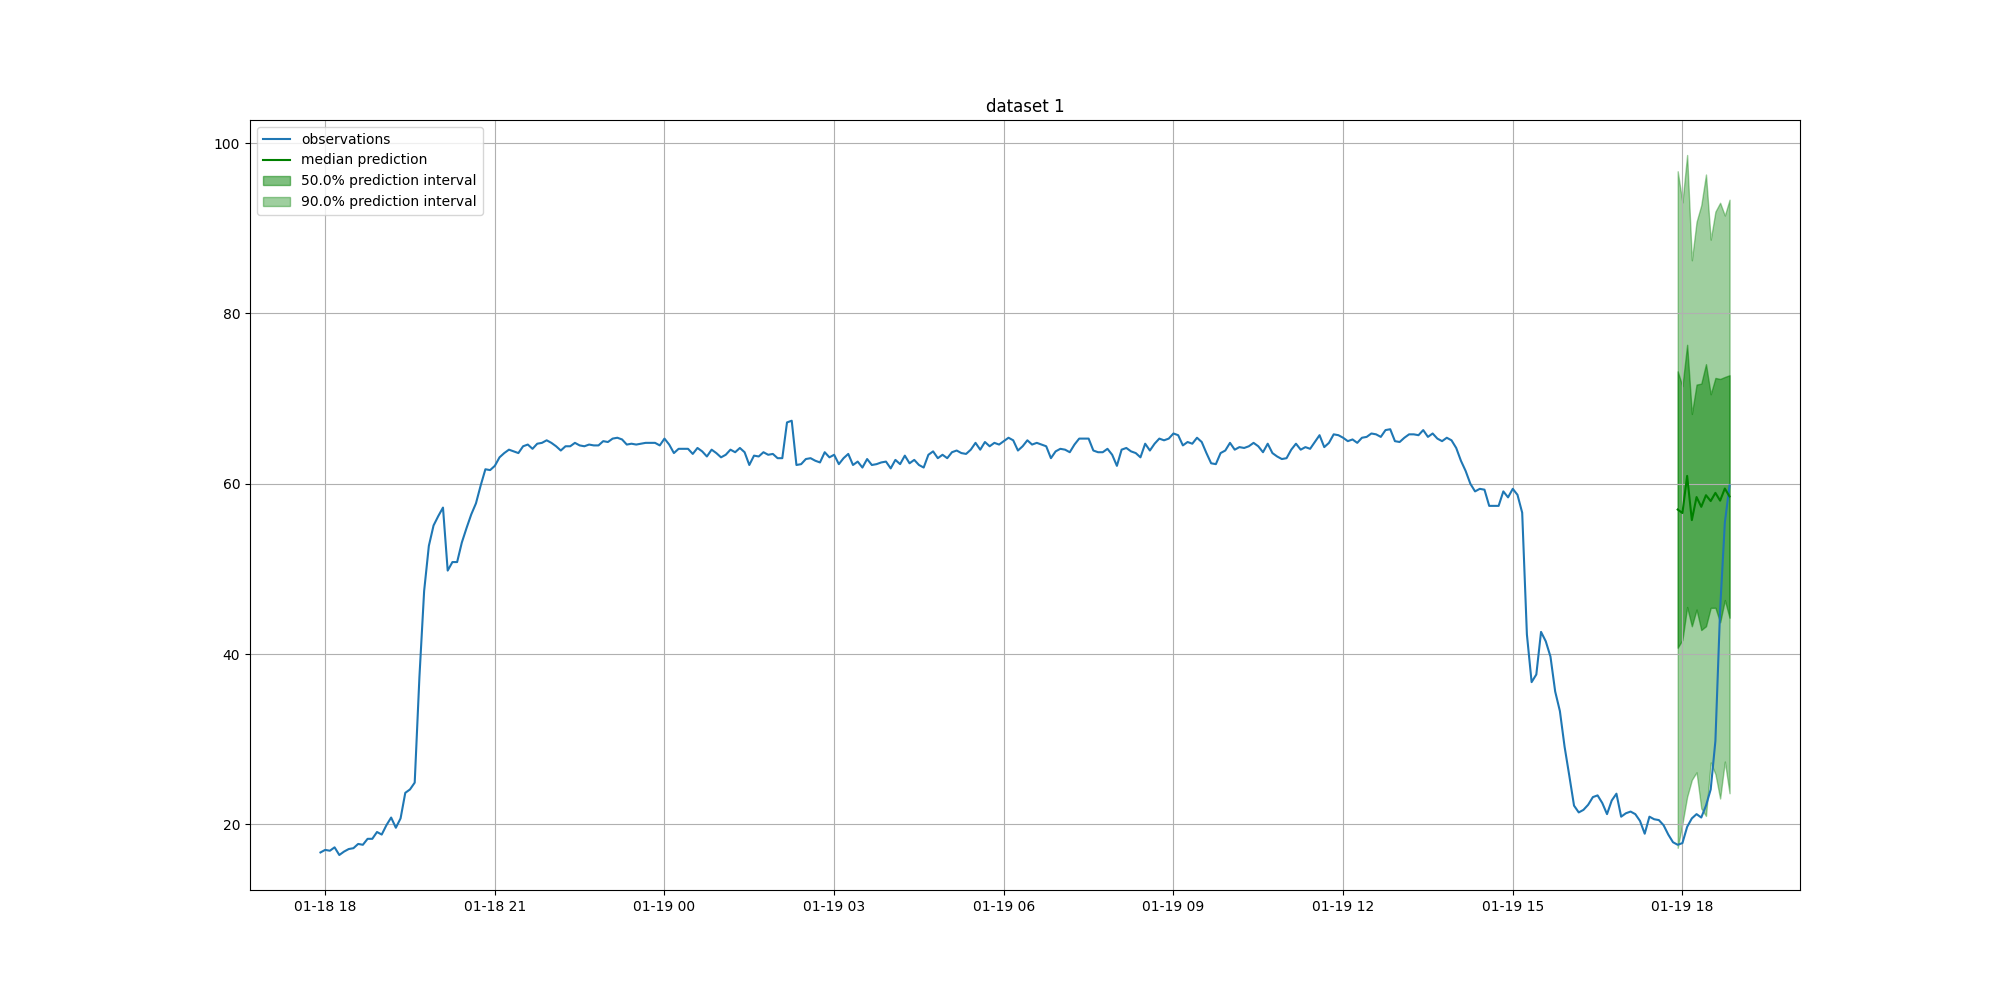 dataset 1
observations
median prediction
50.0% prediction interval
90.0% prediction interval
100
80
60
40
20
01-18 18
01-18 21
01-19 00
01-19 03
01-19 06
01-19 09
01-19 12
01-19 15
01-19 18